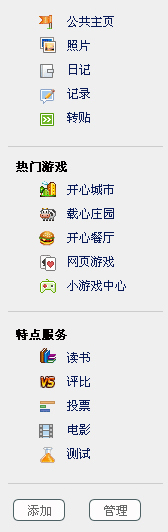 公共主页
照片
日记
记录
转贴
热门游戏
开心城市
载心庄园
开心餐厅
网页游戏
小游戏中心
特点服务
读书
VS 评比
投票
电影
测试
添加 管理